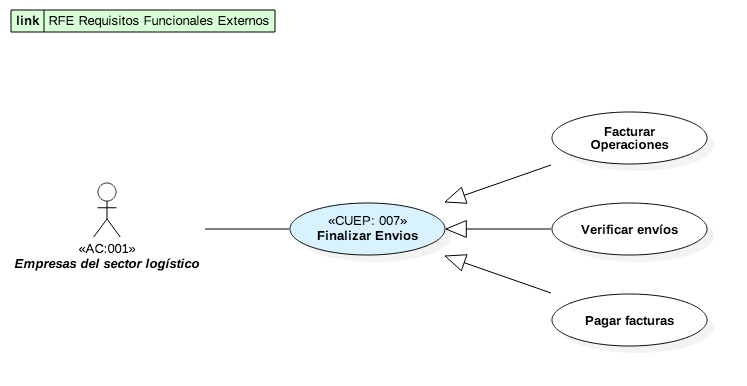 link RFE Requisitos Funcionales Externos
Facturar
Operaciones
«CUEP: 007»
Finalizar Envios
Verificar envíos
«AC:001»
Empresas del sector logístico
Pagar facturas